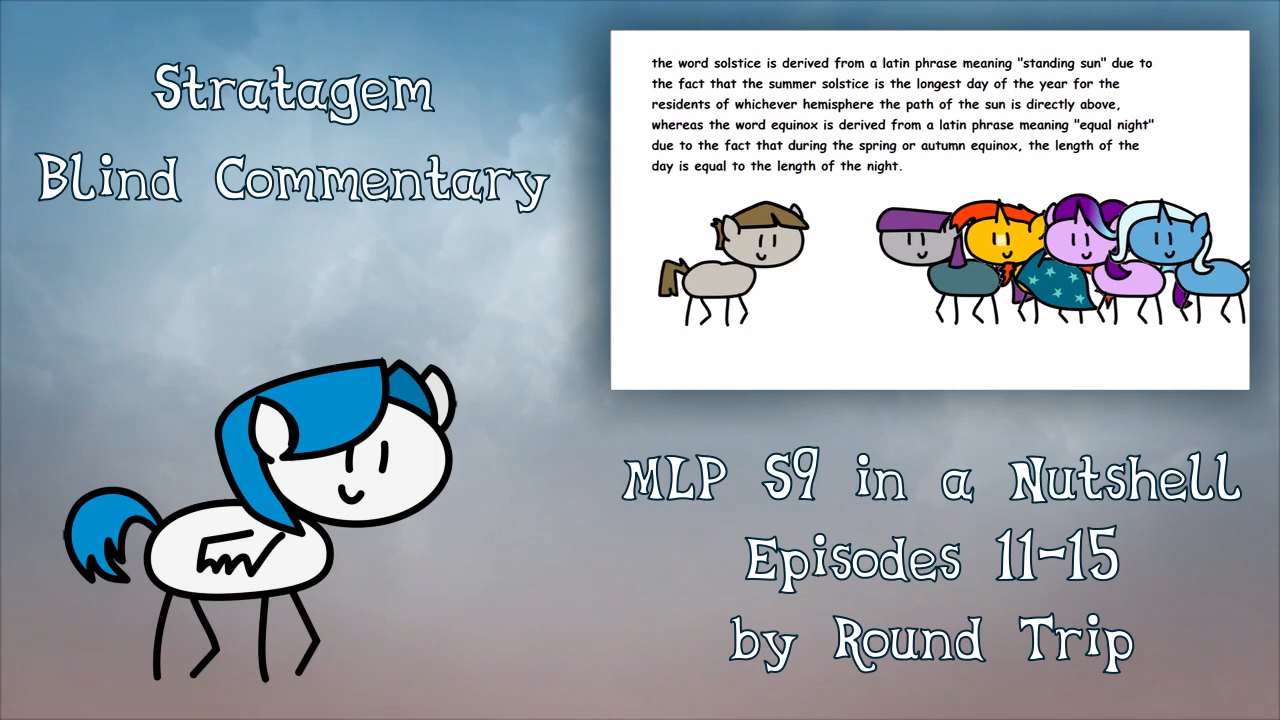 Stratagem
Blind Commentary
the word solstice is derived from a latin phrase meaning "standing sun" due to
the fact that the summer solstice is the longest day of the year for the
residents of whichever hemisphere the path of the sun is directly above,
whereas the word equinox is derived from a latin phrase meaning "equal night"
due to the fact that during the spring or autumn equinox, the length of the
day is equal to the length of the night.
MLP S9 in a Nutshell
Episodes 11-15
by Round Trip